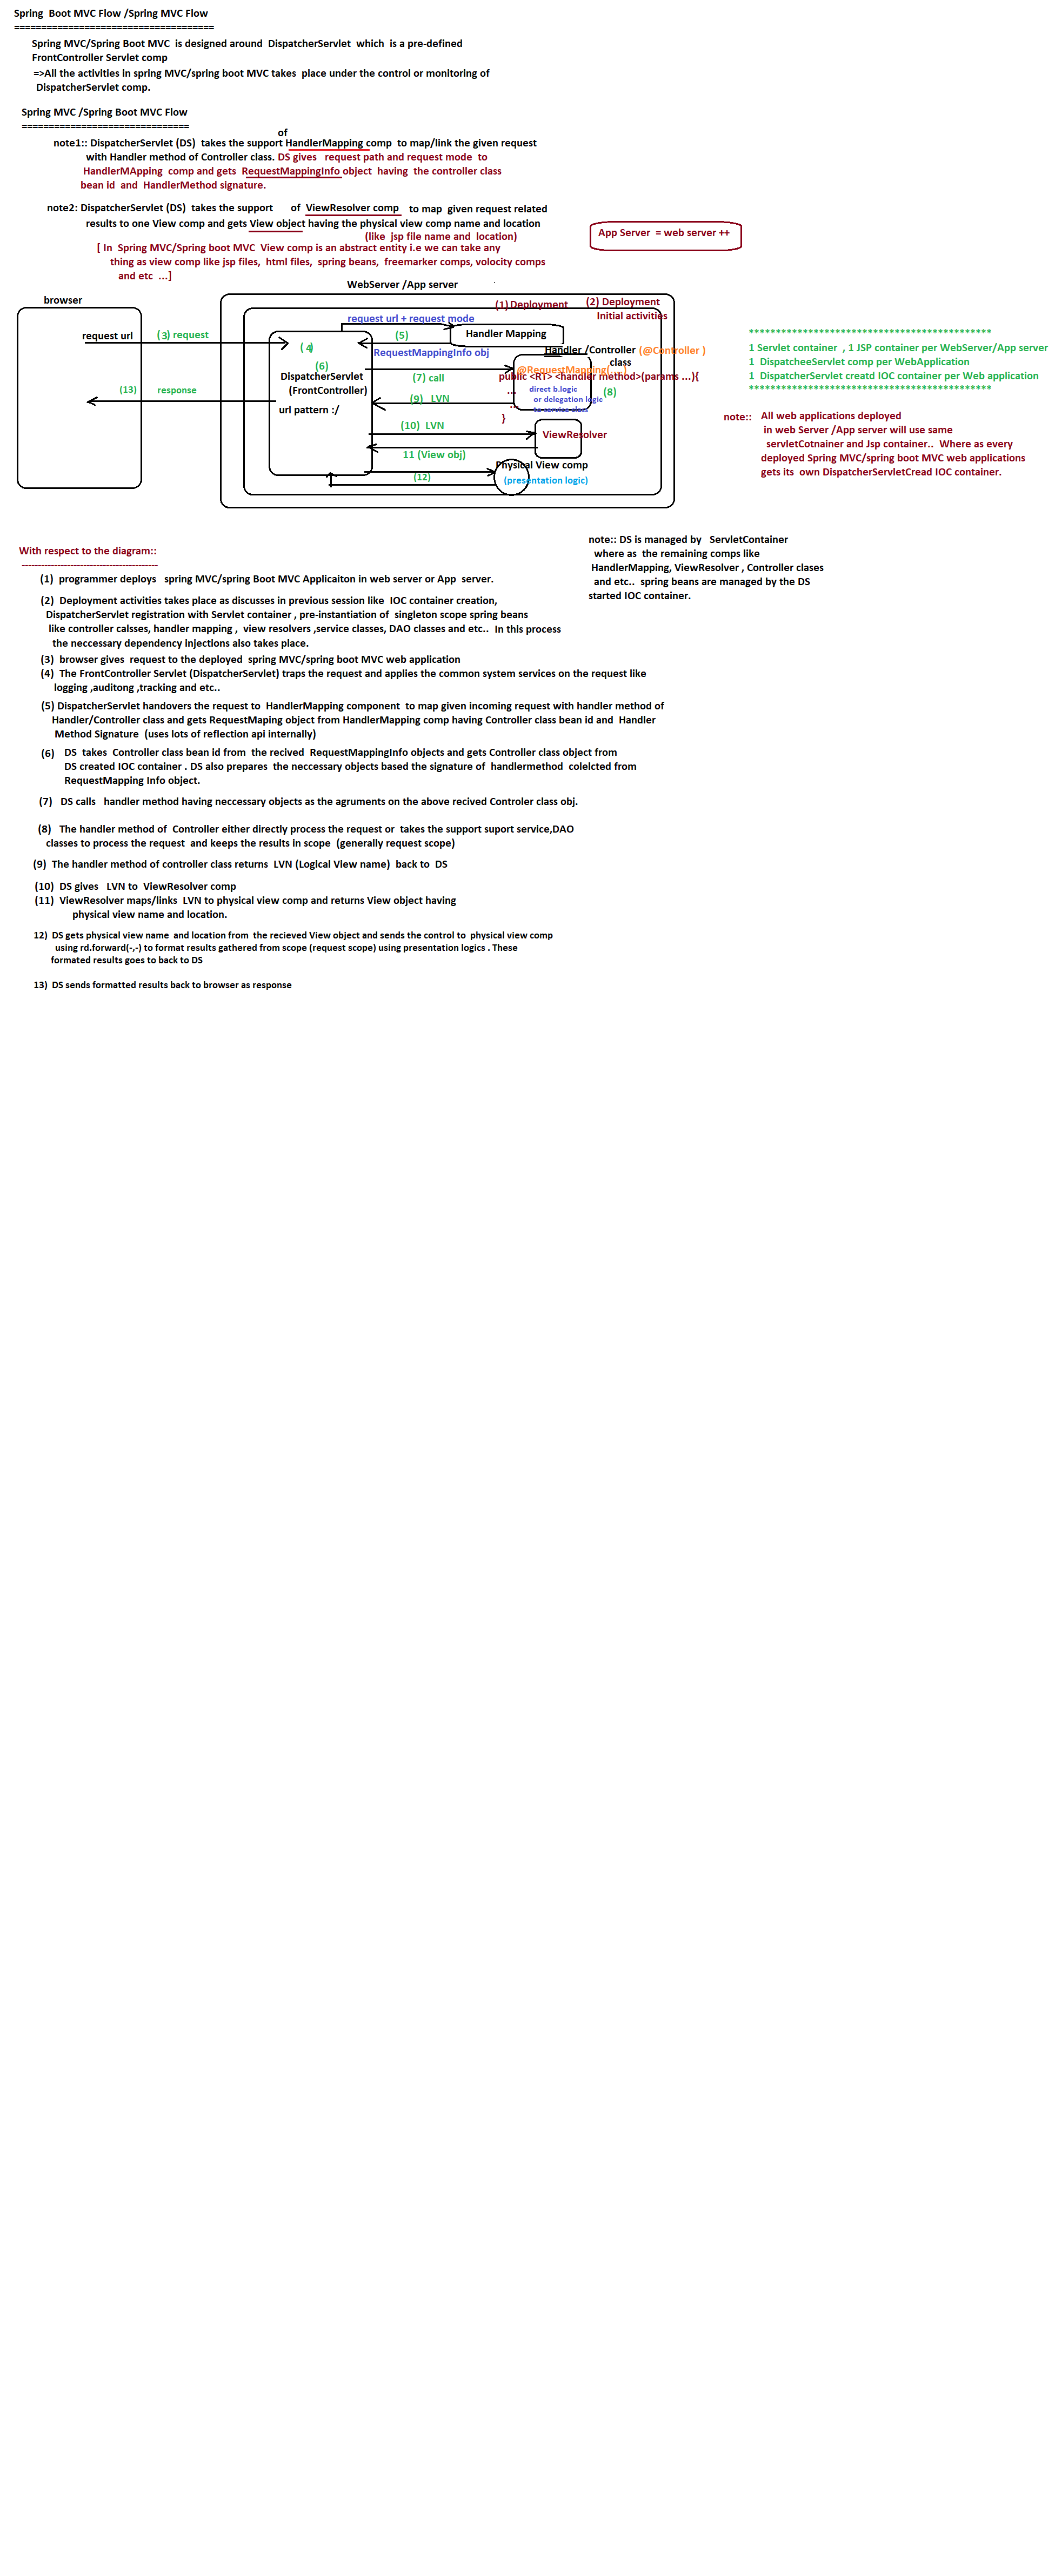 Spring  Boot MVC Flow /Spring MVC Flow
=====================================
Spring MVC/Spring Boot MVC  is designed around  DispatcherServlet  which  is a pre-defined
FrontController Servlet comp
=>All the activities in spring MVC/spring boot MVC takes  place under the control or monitoring of
DispatcherServlet comp.
Spring MVC /Spring Boot MVC Flow
===============================
of
note1:: DispatcherServlet (DS)  takes the support HandlerMapping comp  to map/link the given request
with Handler method of Controller class. DS gives   request path and request mode  to
HandlerMApping  comp and gets  RequestMappingInfo object  having  the controller class
bean id  and  HandlerMethod signature.
note2: DispatcherServlet (DS)  takes the support      of  ViewResolver comp   to map  given request related
results to one View comp and gets View object having the physical view comp name and location
(like  jsp file name and  location)
[ In  Spring MVC/Spring boot MVC  View comp is an abstract entity i.e we can take any
thing as view comp like jsp files,  html files,  spring beans,  freemarker comps, volocity comps
and etc  ...]
App Server  = web server ++
WebServer /App server
browser
(1) Deployment
(2) Deployment
Initial activities
request url + request mode
request url
(3) request
(4)
(5)
Handler Mapping
RequestMappingInfo obj
Handler /Controller (@Controller )
class
(6)
@RequestMapping(....)
DispatcherServlet
(7) call
public <RT> <handler method>(params ...){
(FrontController)
...
direct b.logic
(8)
(13)
response
(9)   LVN
or delegation logic
to service class
url pattern :/
...
}
(10)  LVN
ViewResolver
11 (View obj)
Physical View comp
(12)
(presentation logic)
*********************************************
1 Servlet container  , 1 JSP container per WebServer/App server
1  DispatcheeServlet comp per WebApplication
1  DispatcherServlet creatd IOC container per Web application
*********************************************
note::   All web applications deployed
in web Server /App server will use same
servletCotnainer and Jsp container..  Where as every
deployed Spring MVC/spring boot MVC web applications
gets its  own DispatcherServletCread IOC container.
note:: DS is managed by   ServletContainer
where as  the remaining comps like
HandlerMapping, ViewResolver , Controller clases
and etc..  spring beans are managed by the DS
started IOC container.
With respect to the diagram::
------------------------------------------
(1)  programmer deploys   spring MVC/spring Boot MVC Applicaiton in web server or App  server.
(2)  Deployment activities takes place as discusses in previous session like  IOC container creation,
DispatcherServlet registration with Servlet container , pre-instantiation of  singleton scope spring beans
like controller calsses, handler mapping ,  view resolvers ,service classes, DAO classes and etc..  In this process
the neccessary dependency injections also takes place.
(3)  browser gives  request to the deployed  spring MVC/spring boot MVC web application
(4)  The FrontController Servlet (DispatcherServlet) traps the request and applies the common system services on the request like
logging ,auditong ,tracking and etc..
(5) DispatcherServlet handovers the request to  HandlerMapping component  to map given incoming request with handler method of
Handler/Controller class and gets RequestMaping object from HandlerMapping comp having Controller class bean id and  Handler
Method Signature  (uses lots of reflection api internally)
(6)   DS  takes  Controller class bean id from  the recived  RequestMappingInfo objects and gets Controller class object from
DS created IOC container . DS also prepares  the neccessary objects based the signature of  handlermethod  colelcted from
RequestMapping Info object.
(7)   DS calls   handler method having neccessary objects as the agruments on the above recived Controler class obj.
(8)   The handler method of  Controller either directly process the request or  takes the support suport service,DAO
classes to process the request  and keeps the results in scope  (generally request scope)
(9)  The handler method of controller class returns  LVN (Logical View name)  back to  DS
(10)  DS gives   LVN to  ViewResolver comp
(11)  ViewResolver maps/links  LVN to physical view comp and returns View object having
physical view name and location.
12)  DS gets physical view name  and location from  the recieved View object and sends the control to  physical view comp
using rd.forward(-,-) to format results gathered from scope (request scope) using presentation logics . These
formated results goes to back to DS
13)  DS sends formatted results back to browser as response